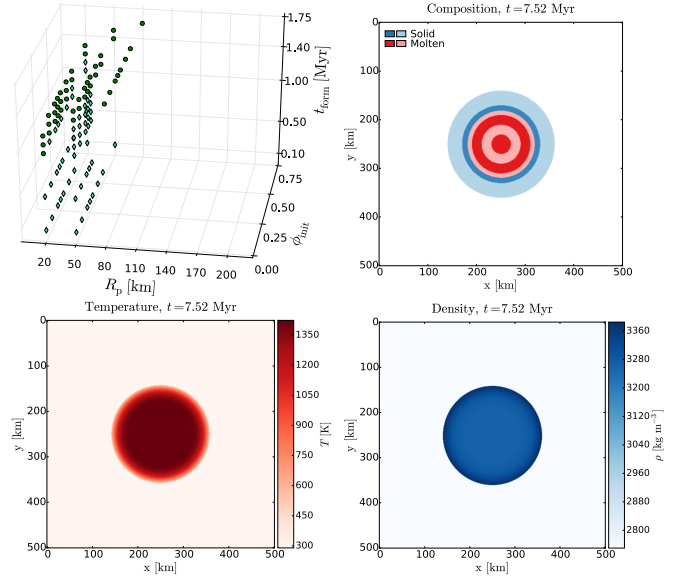 1.75
1.40
1.00
0.50
0.10
t_form [Myr]
0.75
0.50
0.25
0.00
ϕ_init
20 50 80 110 140 170 200
R_p [km]
Composition, t=7.52 Myr
Solid
Molten
0
100
200
300
400
500
y [km]
0 100 200 300 400 500
x [km]
Temperature, t=7.52 Myr
0
100
200
300
400
500
y [km]
0 100 200 300 400 500
x [km]
1350
1200
1050
900
750
600
450
300
T [K]
Density, t=7.52 Myr
0
100
200
300
400
500
y [km]
0 100 200 300 400 500
x [km]
3360
3280
3200
3120
3040
2960
2880
2800
ρ [kg m⁻³]